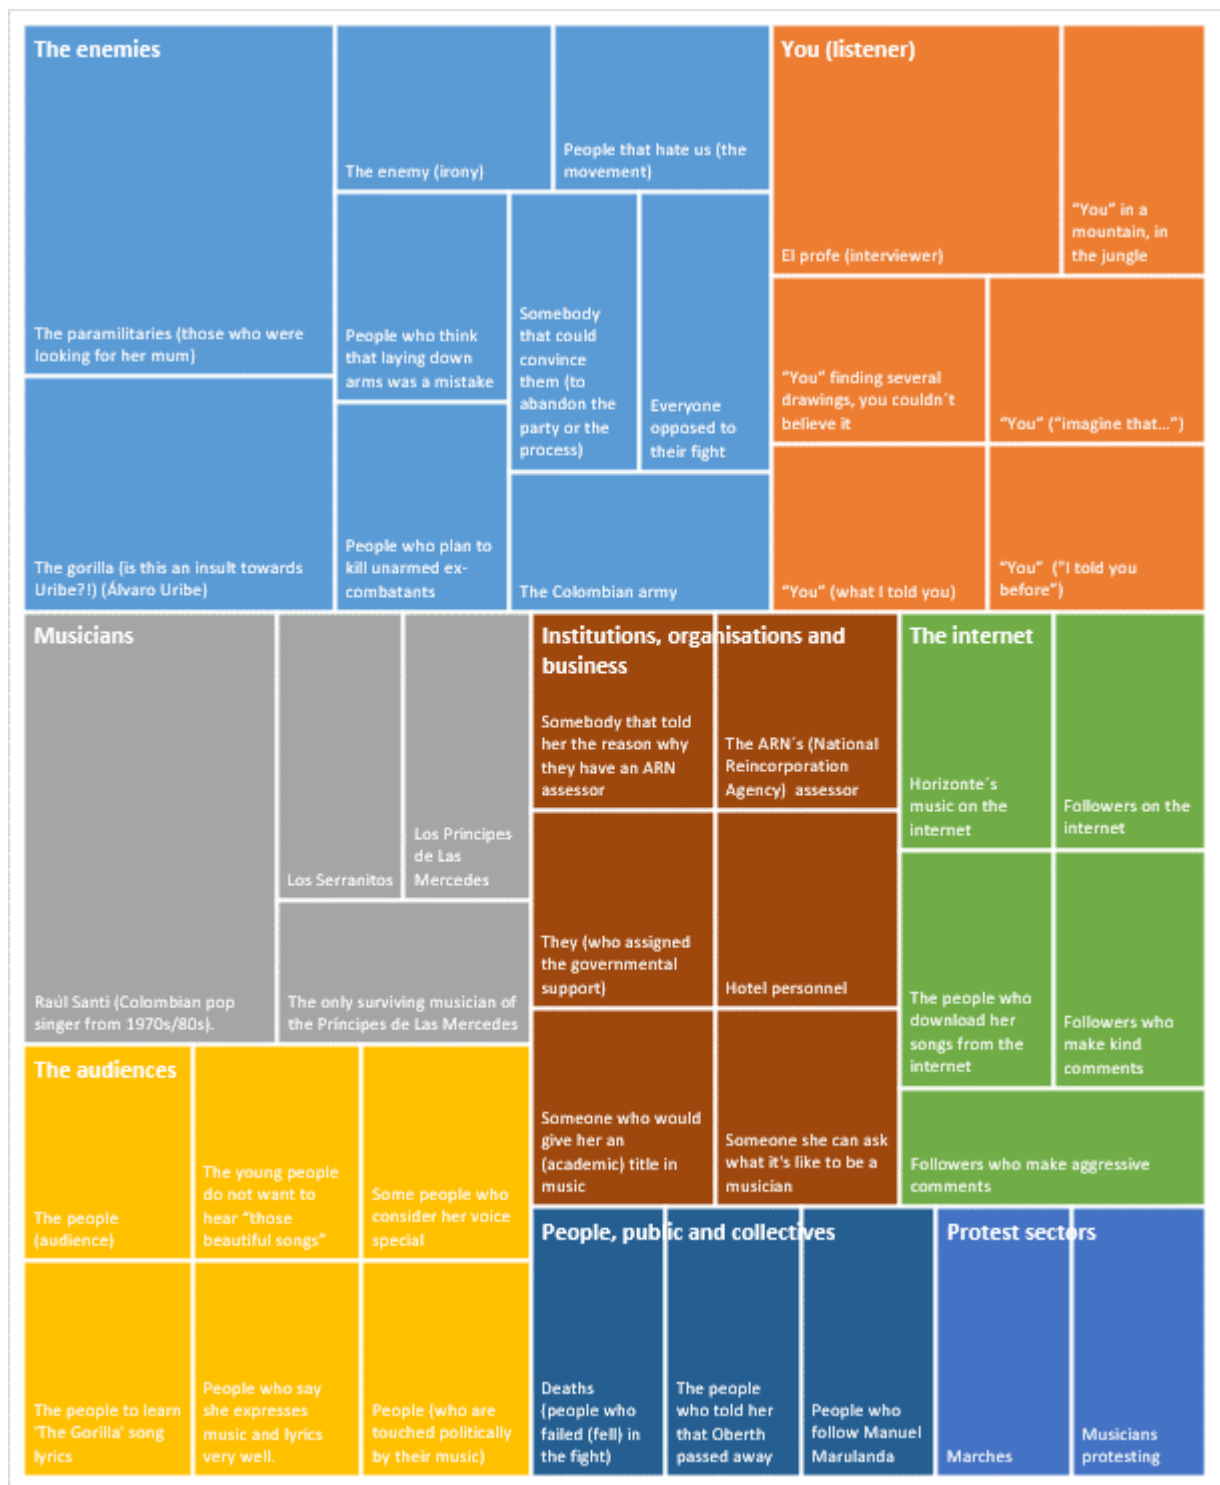 The enemies
The paramilitaries (those who were
looking for her mum)
The gorilla (is this an insult towards
Uribe?!) (Álvaro Uribe)
The enemy (irony)
People that hate us (the
movement)
People who think
that laying down
arms was a mistake
People who plan to
kill unarmed ex-
combatants
Somebody
that could
convince
them (to
abandon the
party or the
process)
Everyone
opposed to
their fight
The Colombian army
You (listener)
El profe (interviewer)
“You” in a
mountain, in
the jungle
“You” finding several
drawings, you couldn´t
believe it
“You” (“imagine that...”)
“You” (what I told you)
“You” (“I told you
before”)
Musicians
Raúl Santi (Colombian pop
singer from 1970s/80s).
Los Serranitos
Los Príncipes
de Las
Mercedes
The only surviving musician of
the Príncipes de Las Mercedes
Institutions, organisations and
business
Somebody that told
her the reason why
they have an ARN
assessor
The ARN´s (National
Reincorporation
Agency) assessor
They (who assigned
the governmental
support)
Hotel personnel
Someone who would
give her an
(academic) title in
music
Someone she can ask
what it's like to be a
musician
The internet
Horizonte´s
music on the
internet
Followers on the
internet
The people who
download her
songs from the
internet
Followers who
make kind
comments
Followers who make aggressive
comments
The audiences
The people
(audience)
The young people
do not want to
hear “those
beautiful songs”
Some people who
consider her voice
special
The people to learn
'The Gorilla' song
lyrics
People who say
she expresses
music and lyrics
very well.
People (who are
touched politically
by their music)
People, public and collectives
Deaths
(people who
failed (fell) in
the fight)
The people
who told her
that Oberth
passed away
People who
follow Manuel
Marulanda
Protest sectors
Marches
Musicians
protesting